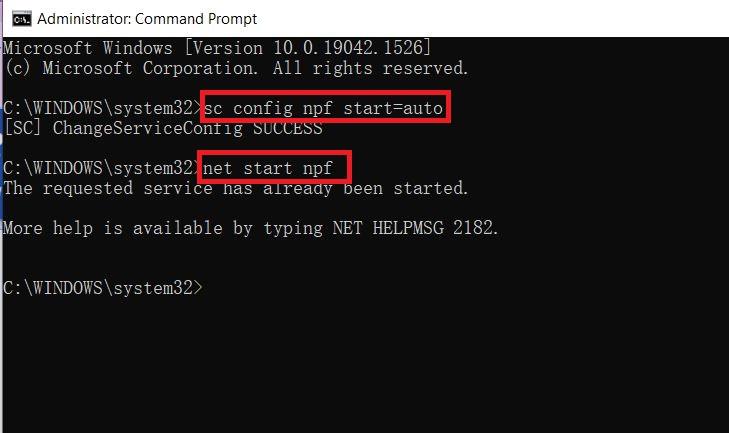 Administrator: Command Prompt
Microsoft Windows [Version 10.0.19042.1526]
(c) Microsoft Corporation. All rights reserved.
C:\WINDOWS\system32>sc config npf start=auto
[SC] ChangeServiceConfig SUCCESS
C:\WINDOWS\system32>net start npf
The requested service has already been started.
More help is available by typing NET HELPMSG 2182.
C:\WINDOWS\system32>